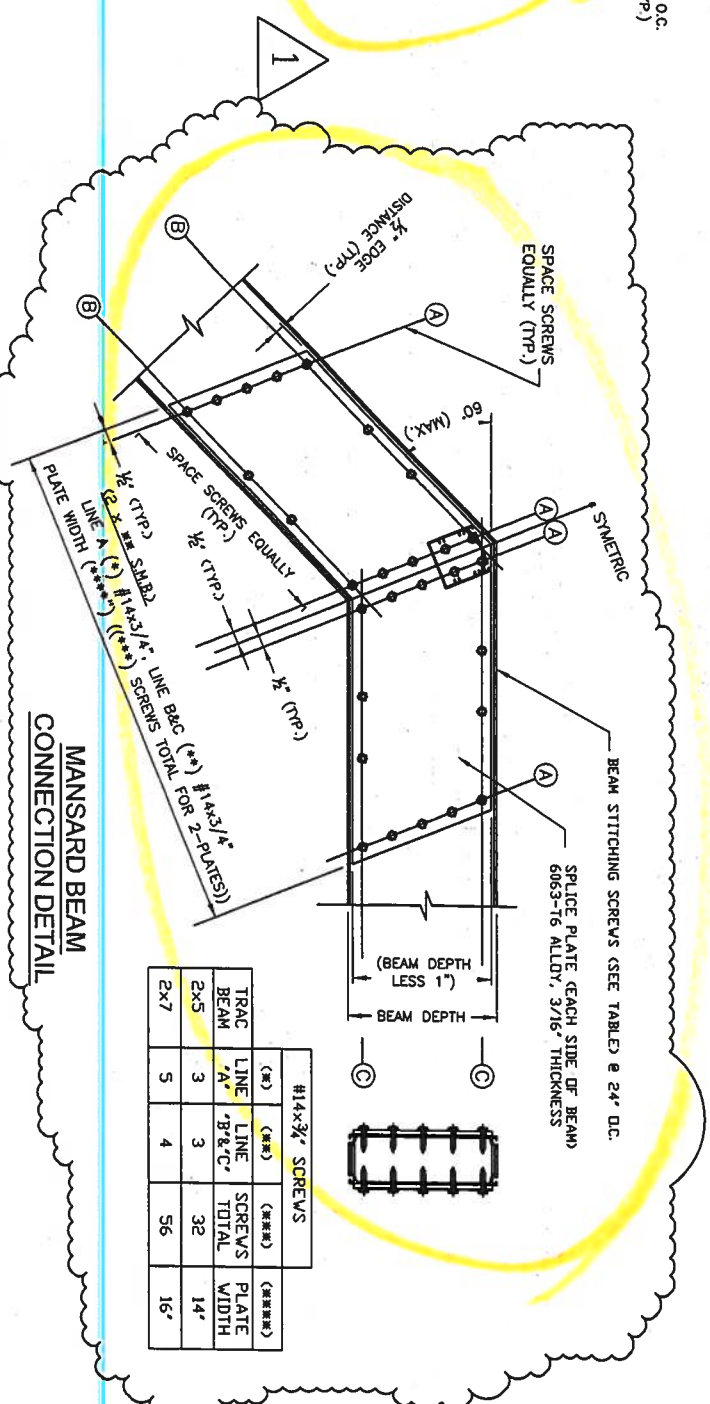 O.C.
P.)
1
SPACE SCREWS
EQUALLY (TYP.)
½" EDGE
DISTANCE (TYP.)
B
B
A
60° (MAX.)
A
A
SYMETRIC
BEAM STITCHING SCREWS (SEE TABLE) @ 24" O.C.
SPLICE PLATE (EACH SIDE OF BEAM)
6063-T6 ALLOY, 3/16" THICKNESS
A
SPACE SCREWS EQUALLY
(TYP.)
½" (TYP.)
½" (TYP.)
½" (TYP.)
(2 x ** S.M.B.)
LINE A (*) #14x3/4", LINE B&C (**) #14x3/4"
PLATE WIDTH (****") ((***) SCREWS TOTAL FOR 2-PLATES))
(BEAM DEPTH
LESS 1")
BEAM DEPTH
C
C
MANSARD BEAM
CONNECTION DETAIL
#14x¾" SCREWS
(*) (**) (***) (****)
TRAC BEAM LINE "A" LINE "B"&"C" SCREWS TOTAL PLATE WIDTH
2x5 3 3 32 14"
2x7 5 4 56 16"